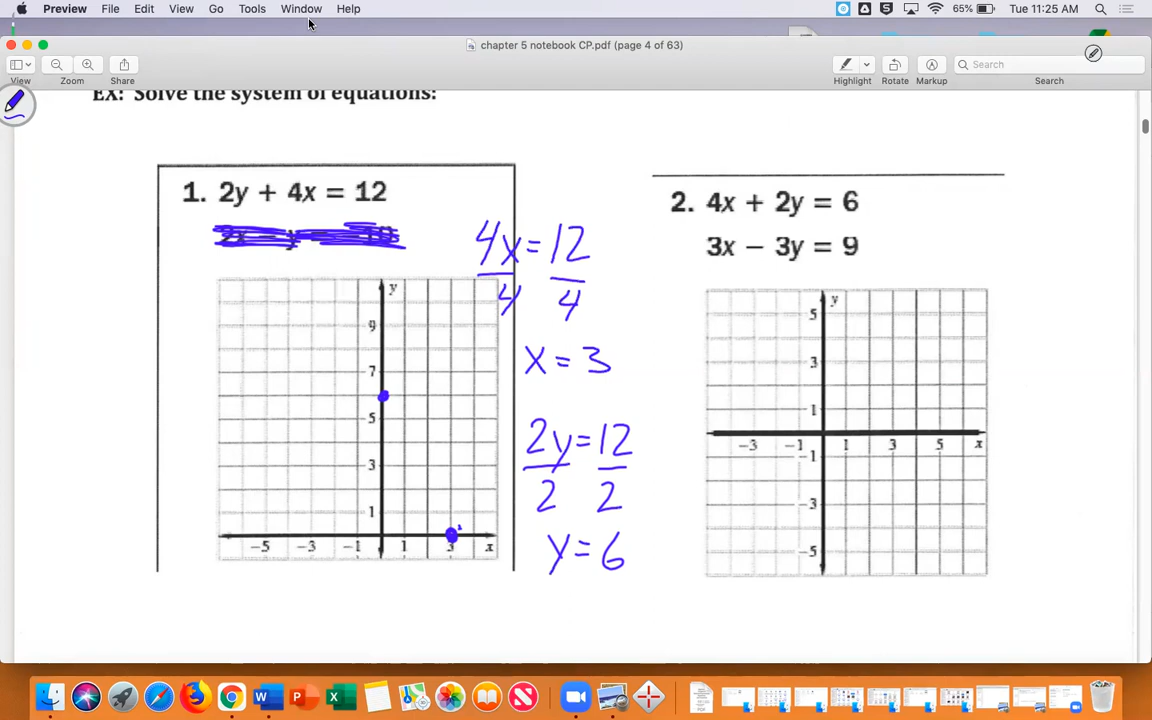 Preview File Edit View Go Tools Window Help 65% Tue 11:25 AM
chapter 5 notebook CP.pdf (page 4 of 63)
View Zoom Share Highlight Rotate Markup Search
Search
EX: Solve the system of equations:
1. 2y + 4x = 12
4x = 12
4 4
x = 3
2y = 12
2 2
y = 6
y
9
7
5
3
1
-5 -3 -1 1 3 x
2. 4x + 2y = 6
3x − 3y = 9
y
5
3
1
-3 -1 1 3 5 x
-1
-3
-5